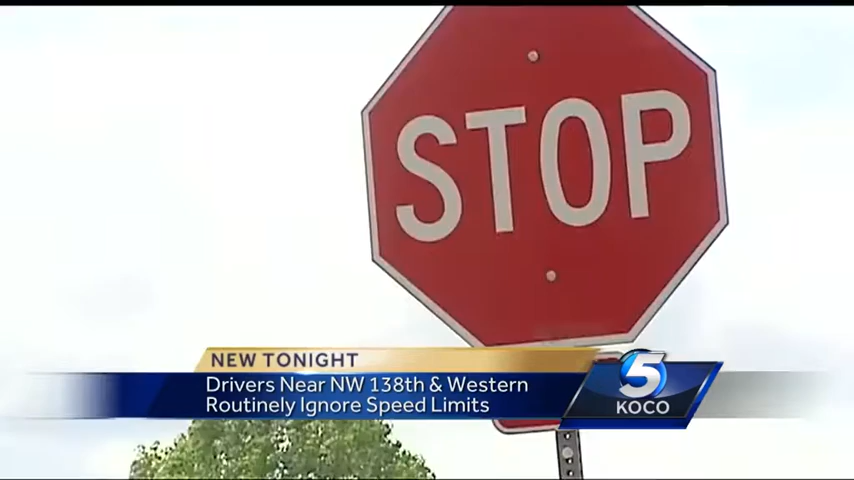 STOP
NEW TONIGHT
Drivers Near NW 138th & Western
Routinely Ignore Speed Limits
5
KOCO